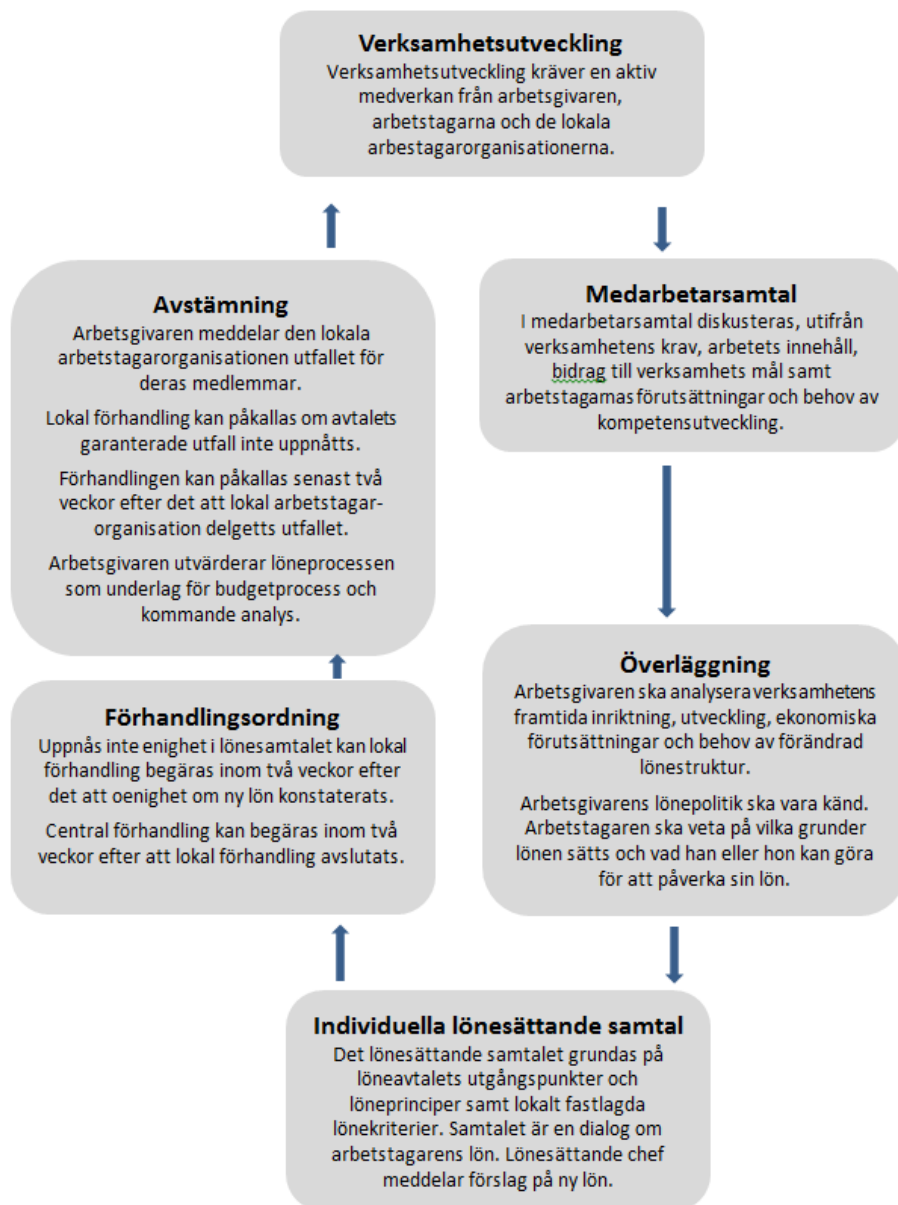 Verksamhetsutveckling
Verksamhetsutveckling kräver en aktiv
medverkan från arbetsgivaren,
arbetstagarna och de lokala
arbestagarorganisationerna.
Medarbetarsamtal
I medarbetarsamtal diskusteras, utifrån
verksamhetens krav, arbetets innehåll,
bidrag till verksamhets mål samt
arbetstagarnas förutsättningar och behov av
kompetensutveckling.
Överläggning
Arbetsgivaren ska analysera verksamhetens
framtida inriktning, utveckling, ekonomiska
förutsättningar och behov av förändrad
lönestruktur.
Arbetsgivarens lönepolitik ska vara känd.
Arbetstagaren ska veta på vilka grunder
lönen sätts och vad han eller hon kan göra
för att påverka sin lön.
Individuella lönesättande samtal
Det lönesättande samtalet grundas på
löneavtalets utgångspunkter och
löneprinciper samt lokalt fastlagda
lönekriterier. Samtalet är en dialog om
arbetstagarens lön. Lönesättande chef
meddelar förslag på ny lön.
Förhandlingsordning
Uppnås inte enighet i lönesamtalet kan lokal
förhandling begäras inom två veckor efter
det att oenighet om ny lön konstaterats.
Central förhandling kan begäras inom två
veckor efter att lokal förhandling avslutats.
Avstämning
Arbetsgivaren meddelar den lokala
arbetstagarorganisationen utfallet för
deras medlemmar.
Lokal förhandling kan påkallas om avtalets
garanterade utfall inte uppnåtts.
Förhandlingen kan påkallas senast två
veckor efter det att lokal arbetstagar-
organisation delgetts utfallet.
Arbetsgivaren utvärderar löneprocessen
som underlag för budgetprocess och
kommande analys.